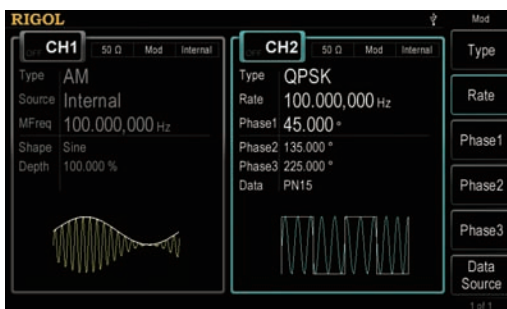 RIGOL Mod
OFF CH1 50 Ω Mod Internal
Type AM
Source Internal
MFreq 100.000,000 Hz
Shape Sine
Depth 100.000 %
OFF CH2 50 Ω Mod Internal
Type QPSK
Rate 100.000,000 Hz
Phase1 45.000 °
Phase2 135.000 °
Phase3 225.000 °
Data PN15
Type
Rate
Phase1
Phase2
Phase3
Data
Source
1 of 1